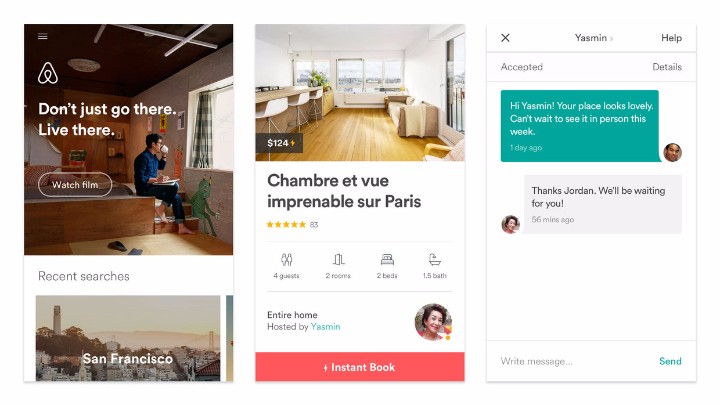 Don't just go there.
Live there.
Watch film
Recent searches
San Francisco
$124
Chambre et vue
imprenable sur Paris
83
4 guests
2 rooms
2 beds
1.5 bath
Entire home
Hosted by Yasmin
Instant Book
Yasmin
Help
Accepted
Details
Hi Yasmin! Your place looks lovely.
Can't wait to see it in person this
week.
1 day ago
Thanks Jordan. We'll be waiting
for you!
56 mins ago
Write message...
Send